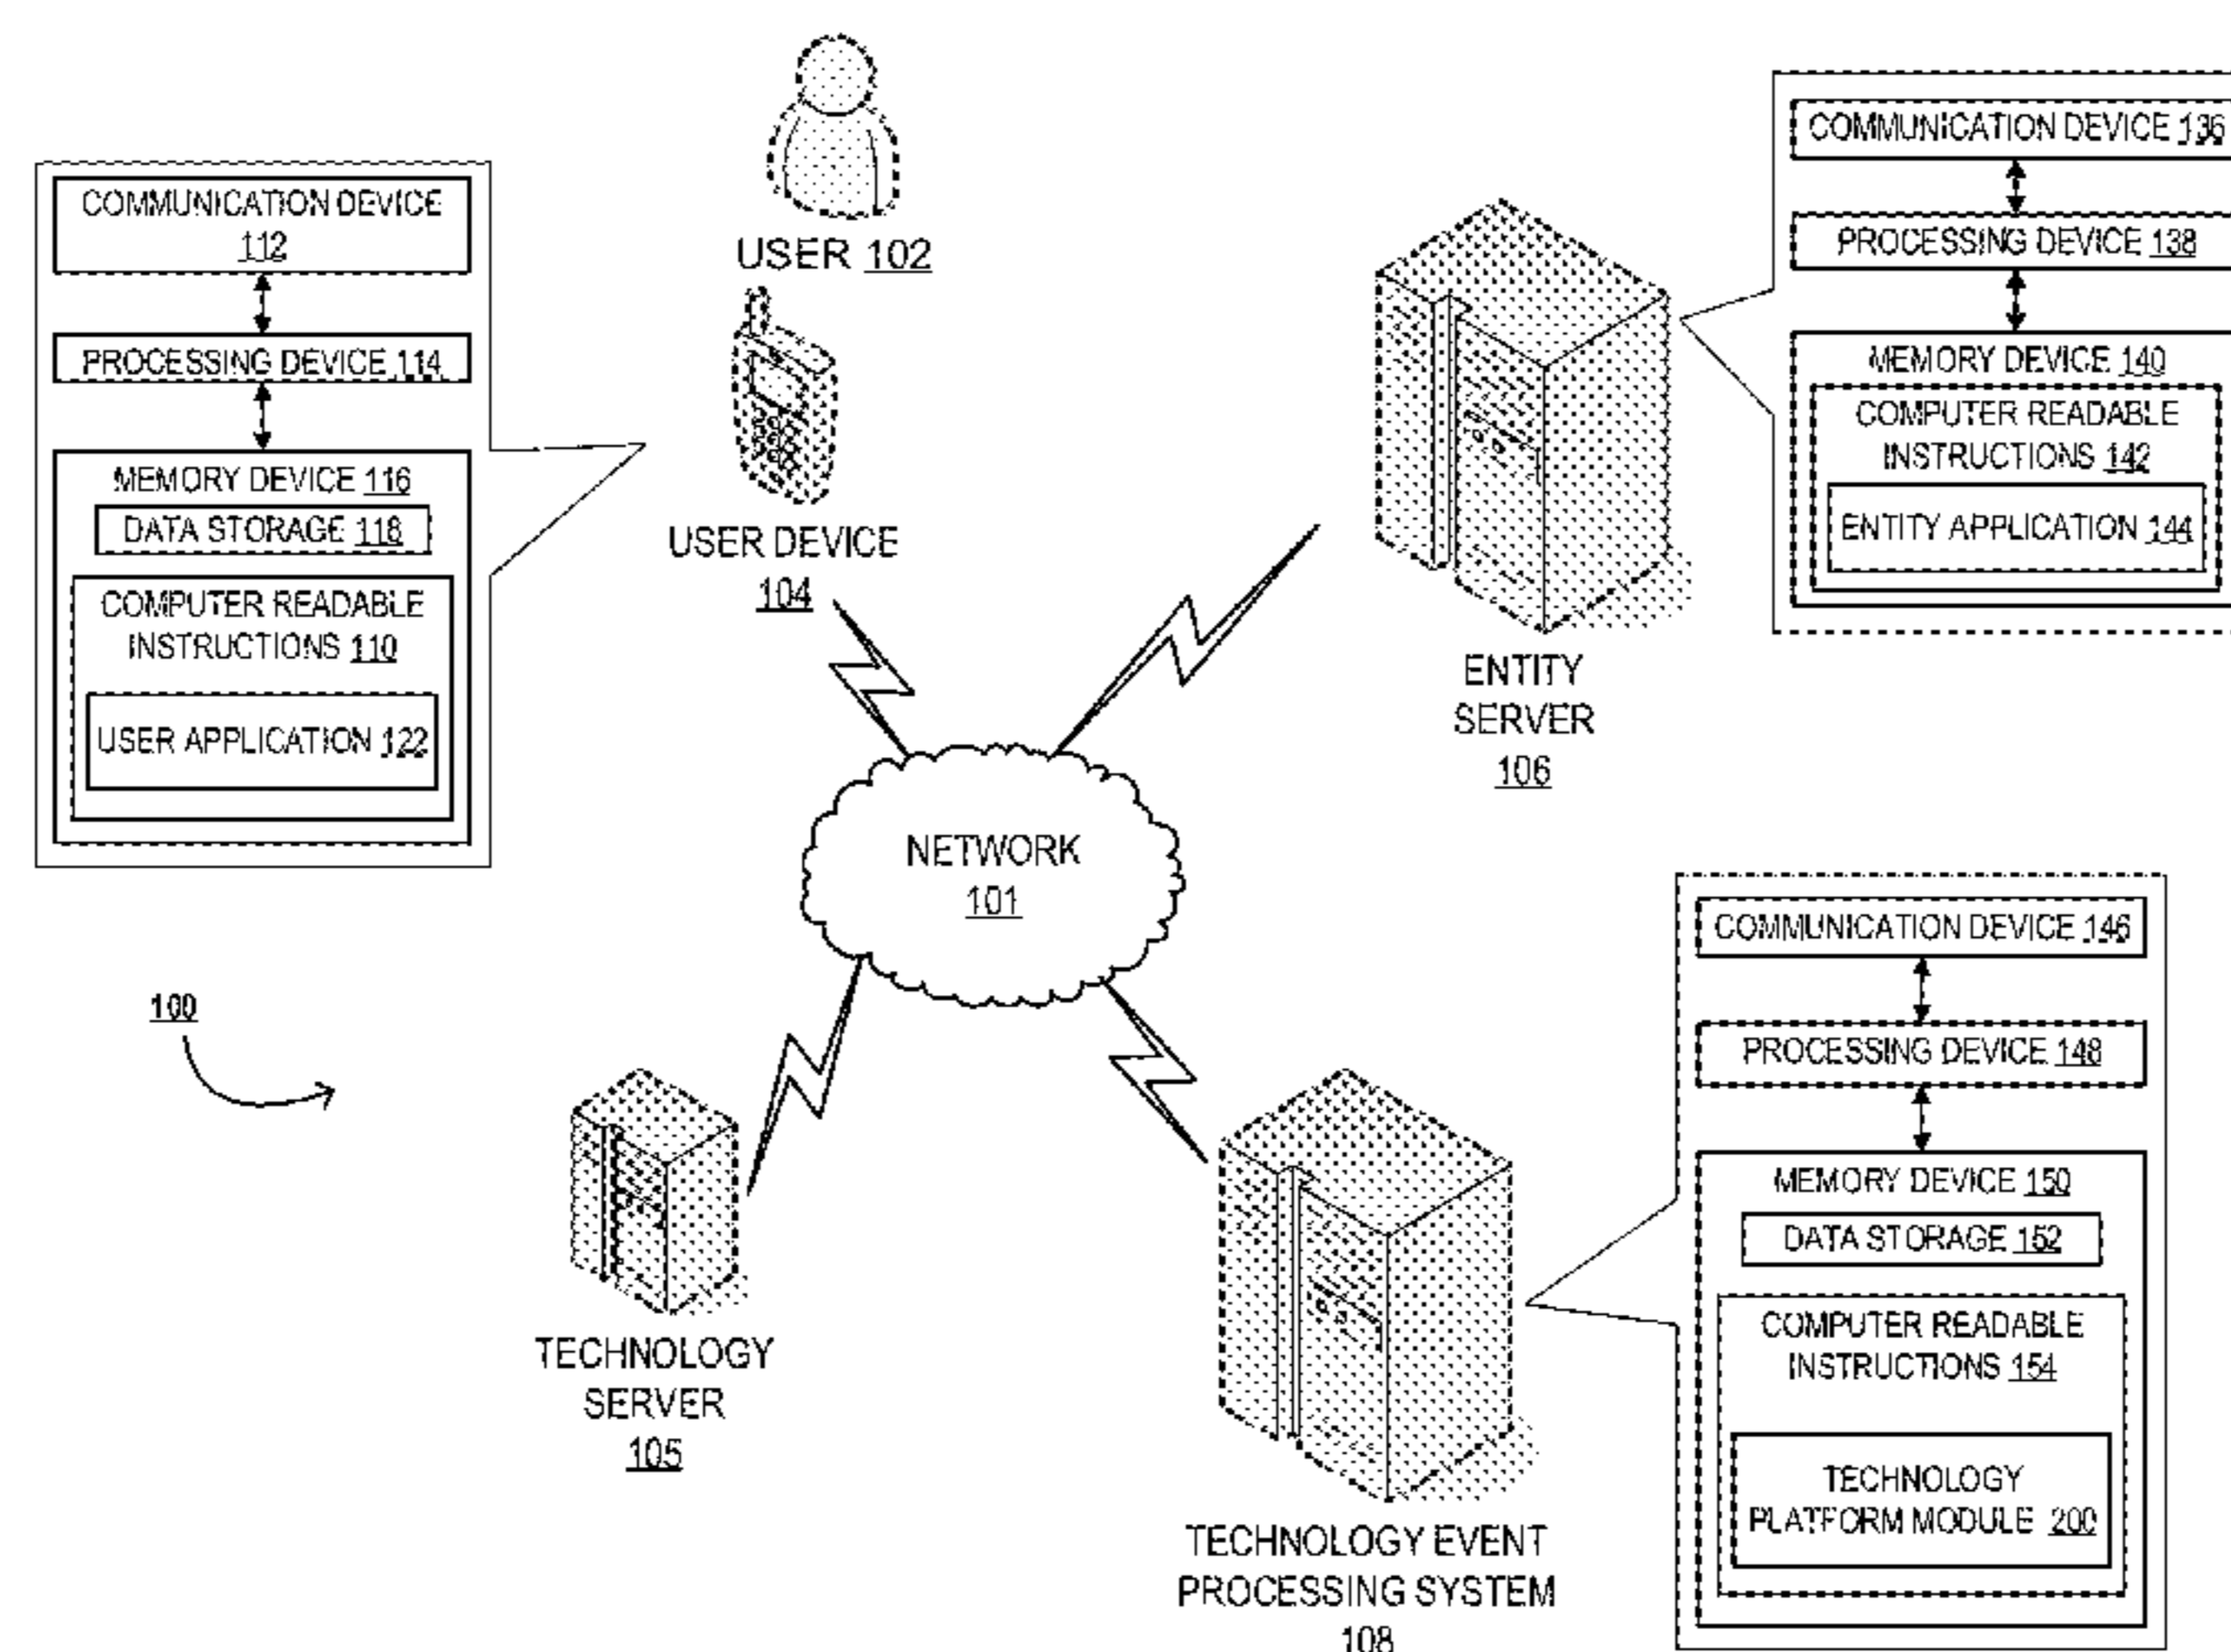 COMMUNICATION DEVICE
112
PROCESSING DEVICE 114
MEMORY DEVICE 116
DATA STORAGE 118
COMPUTER READABLE
INSTRUCTIONS 110
USER APPLICATION 122
USER 102
USER DEVICE
104
ENTITY
SERVER
106
COMMUNICATION DEVICE 136
PROCESSING DEVICE 138
MEMORY DEVICE 140
COMPUTER READABLE
INSTRUCTIONS 142
ENTITY APPLICATION 144
NETWORK
101
100
TECHNOLOGY
SERVER
105
TECHNOLOGY EVENT
PROCESSING SYSTEM
108
COMMUNICATION DEVICE 146
PROCESSING DEVICE 148
MEMORY DEVICE 150
DATA STORAGE 152
COMPUTER READABLE
INSTRUCTIONS 154
TECHNOLOGY
PLATFORM MODULE 200